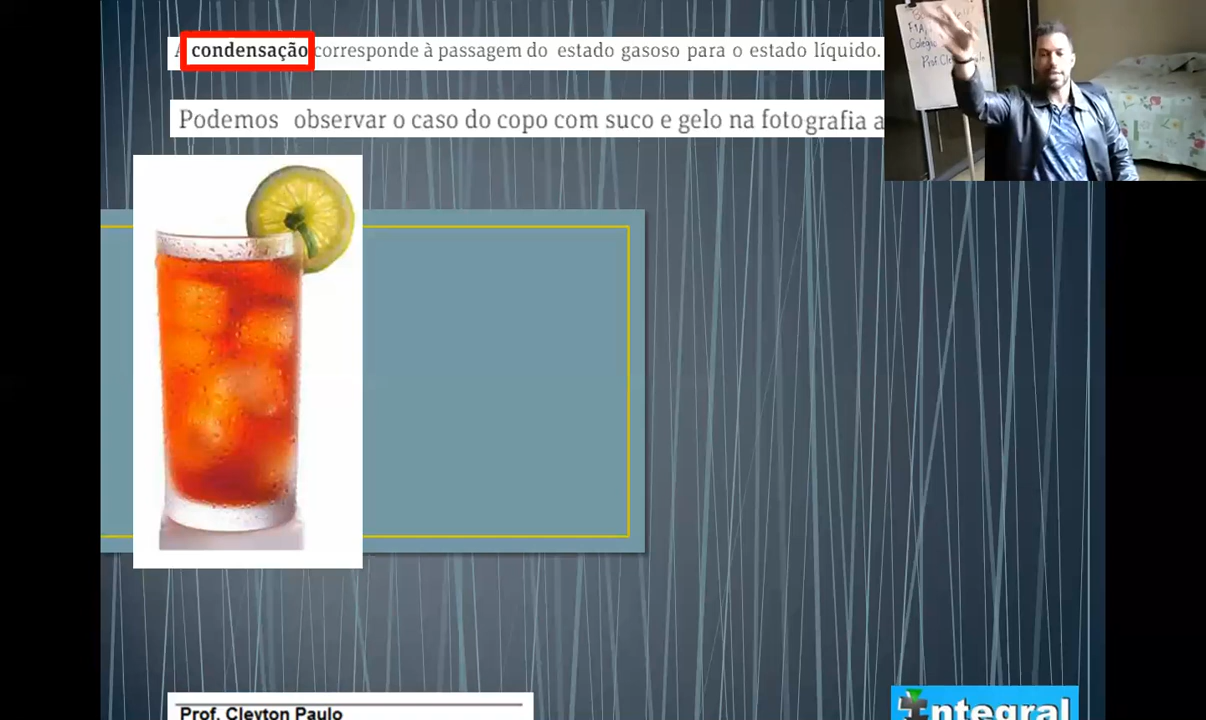 A condensação corresponde à passagem do estado gasoso para o estado líquido.
Podemos observar o caso do copo com suco e gelo na fotografia a
Colégio
Prof. Cleyton Paulo
Integral